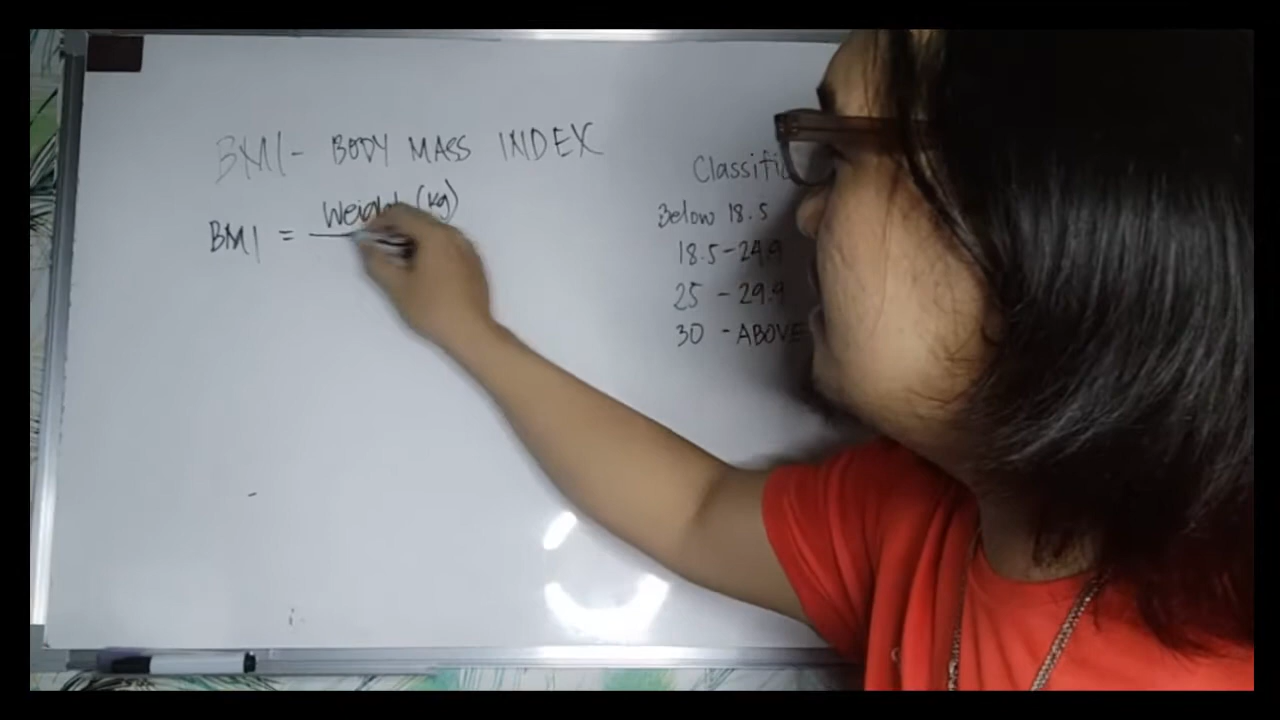 BMI - BODY MASS INDEX
BMI = Weight (kg)
Classific
Below 18.5
18.5 - 24.9
25 - 29.9
30 - ABOVE